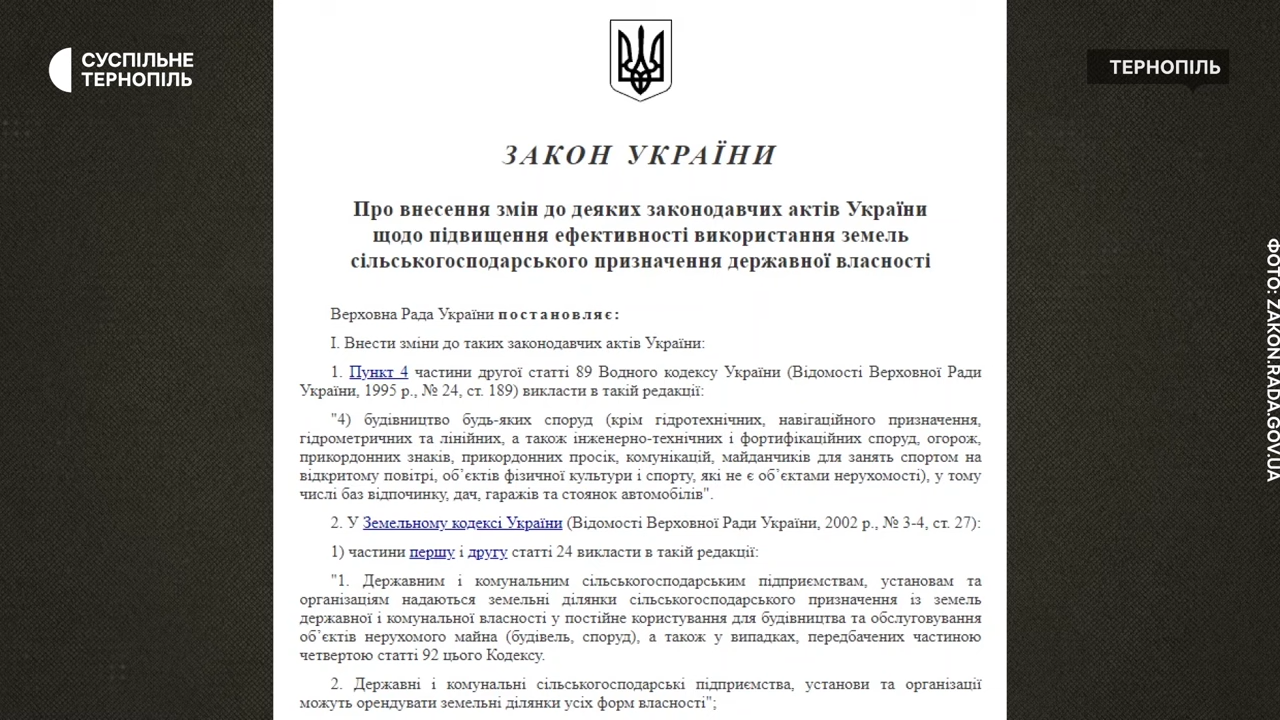 СУСПІЛЬНЕ
ТЕРНОПІЛЬ
ТЕРНОПІЛЬ
ЗАКОН УКРАЇНИ
Про внесення змін до деяких законодавчих актів України
щодо підвищення ефективності використання земель
сільськогосподарського призначення державної власності
Верховна Рада України постановляє:
I. Внести зміни до таких законодавчих актів України:
1. Пункт 4 частини другої статті 89 Водного кодексу України (Відомості Верховної Ради
України, 1995 р., № 24, ст. 189) викласти в такій редакції:
"4) будівництво будь-яких споруд (крім гідротехнічних, навігаційного призначення,
гідрометричних та лінійних, а також інженерно-технічних і фортифікаційних споруд, огорож,
прикордонних знаків, прикордонних просік, комунікацій, майданчиків для занять спортом на
відкритому повітрі, об’єктів фізичної культури і спорту, які не є об’єктами нерухомості), у тому
числі баз відпочинку, дач, гаражів та стоянок автомобілів".
2. У Земельному кодексі України (Відомості Верховної Ради України, 2002 р., № 3-4, ст. 27):
1) частини першу і другу статті 24 викласти в такій редакції:
"1. Державним і комунальним сільськогосподарським підприємствам, установам та
організаціям надаються земельні ділянки сільськогосподарського призначення із земель
державної і комунальної власності у постійне користування для будівництва та обслуговування
об’єктів нерухомого майна (будівель, споруд), а також у випадках, передбачених частиною
четвертою статті 92 цього Кодексу.
2. Державні і комунальні сільськогосподарські підприємства, установи та організації
можуть орендувати земельні ділянки усіх форм власності";
ФОТО: ZAKON.RADA.GOV.UA